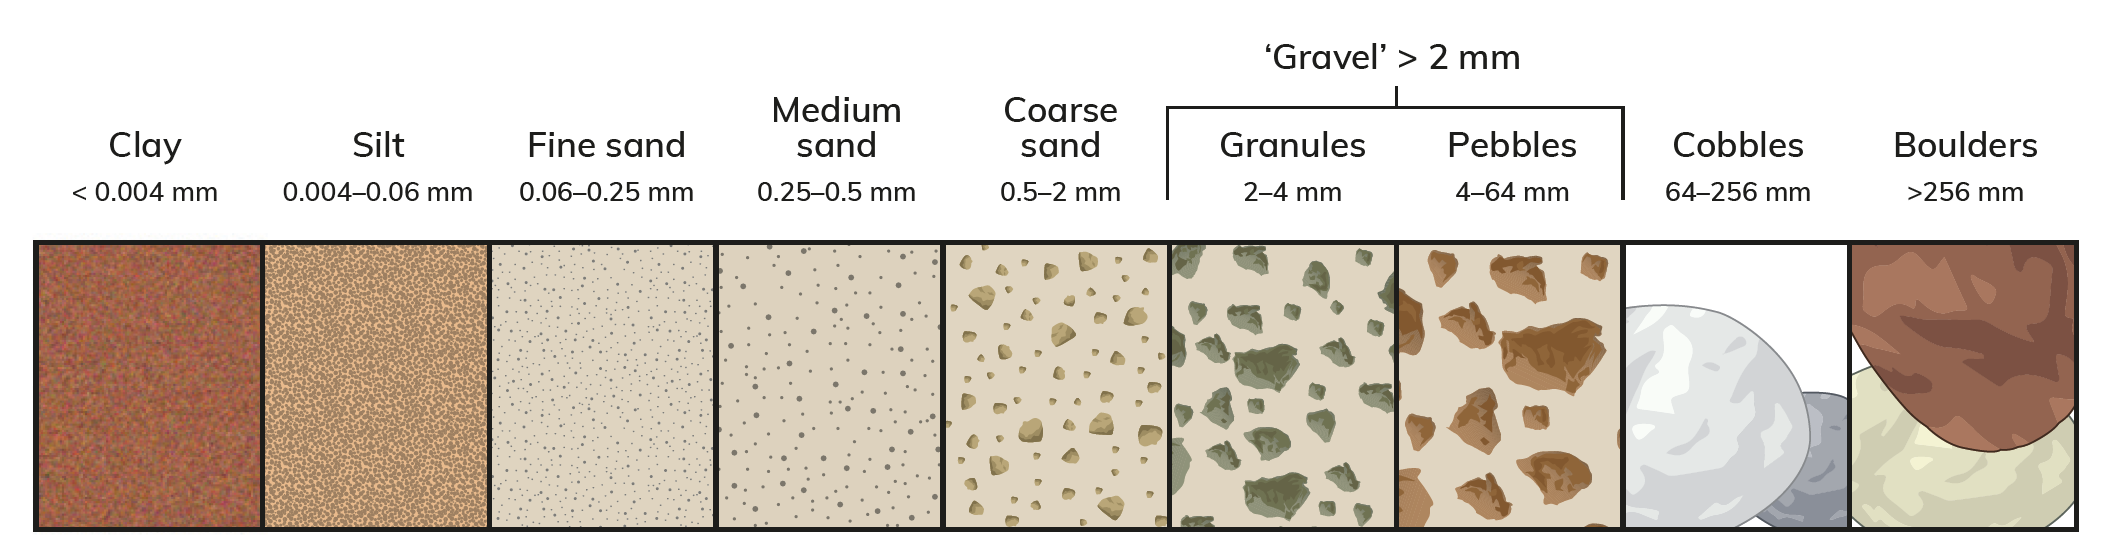 ‘Gravel’ > 2 mm
Clay
< 0.004 mm
Silt
0.004–0.06 mm
Fine sand
0.06–0.25 mm
Medium
sand
0.25–0.5 mm
Coarse
sand
0.5–2 mm
Granules
2–4 mm
Pebbles
4–64 mm
Cobbles
64–256 mm
Boulders
>256 mm